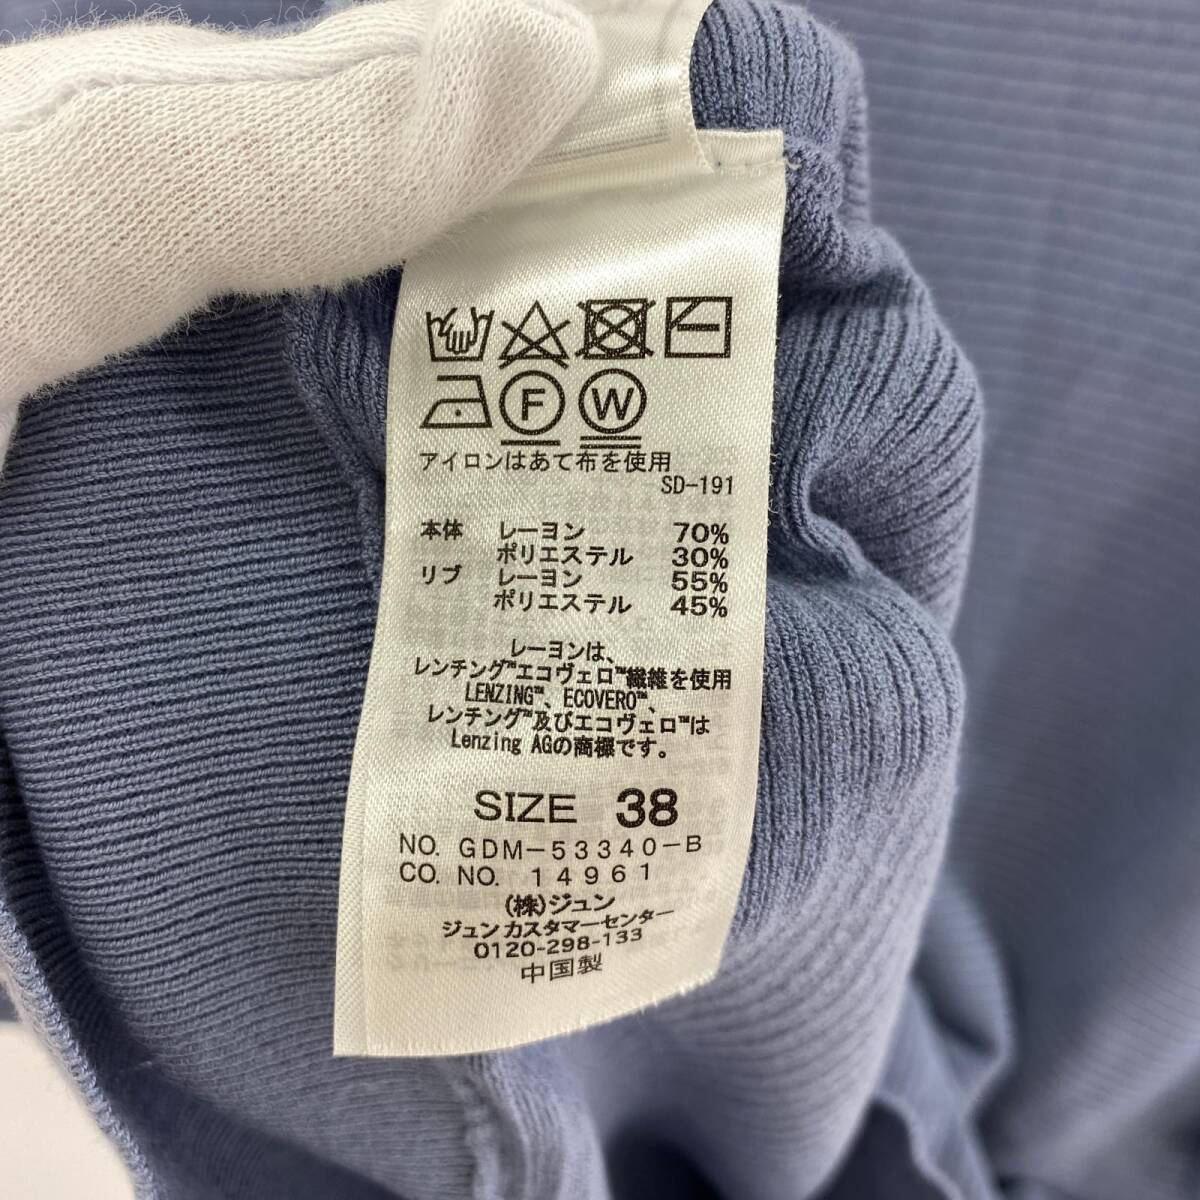 F W
アイロンはあて布を使用
SD-191
本体 レーヨン 70%
ポリエステル 30%
リブ レーヨン 55%
ポリエステル 45%
レーヨンは、
レンチング™エコヴェロ™繊維を使用
LENZING™、ECOVERO™、
レンチング™及びエコヴェロ™は
Lenzing AGの商標です。
SIZE 38
NO. GDM-53340-B
CO. NO. 14961
(株)ジュン
ジュンカスタマーセンター
0120-298-133
中国製